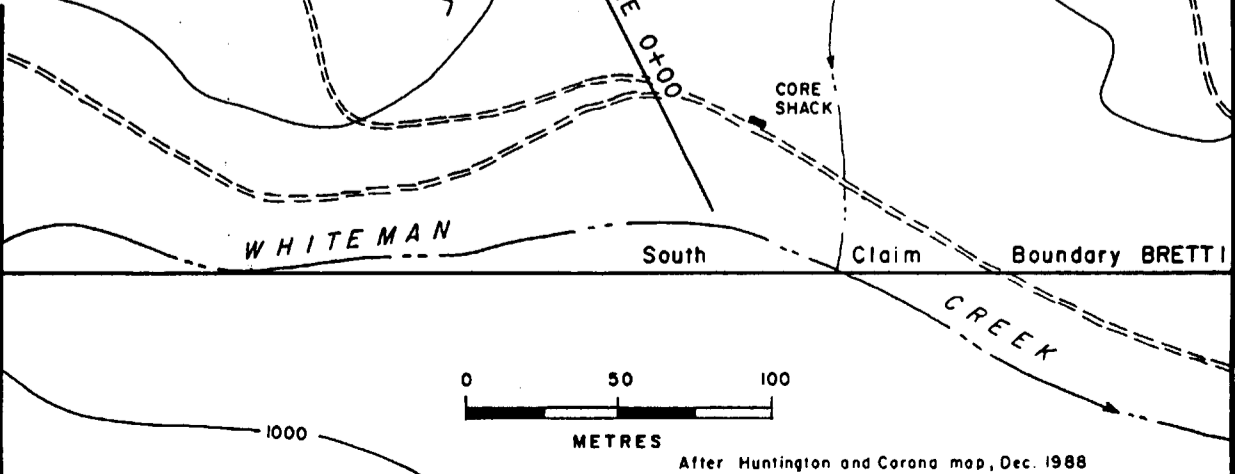 E 0+00
CORE
SHACK
WHITEMAN
South Claim Boundary BRETT I
CREEK
0 50 100
METRES
1000
After Huntington and Corona map, Dec. 1988